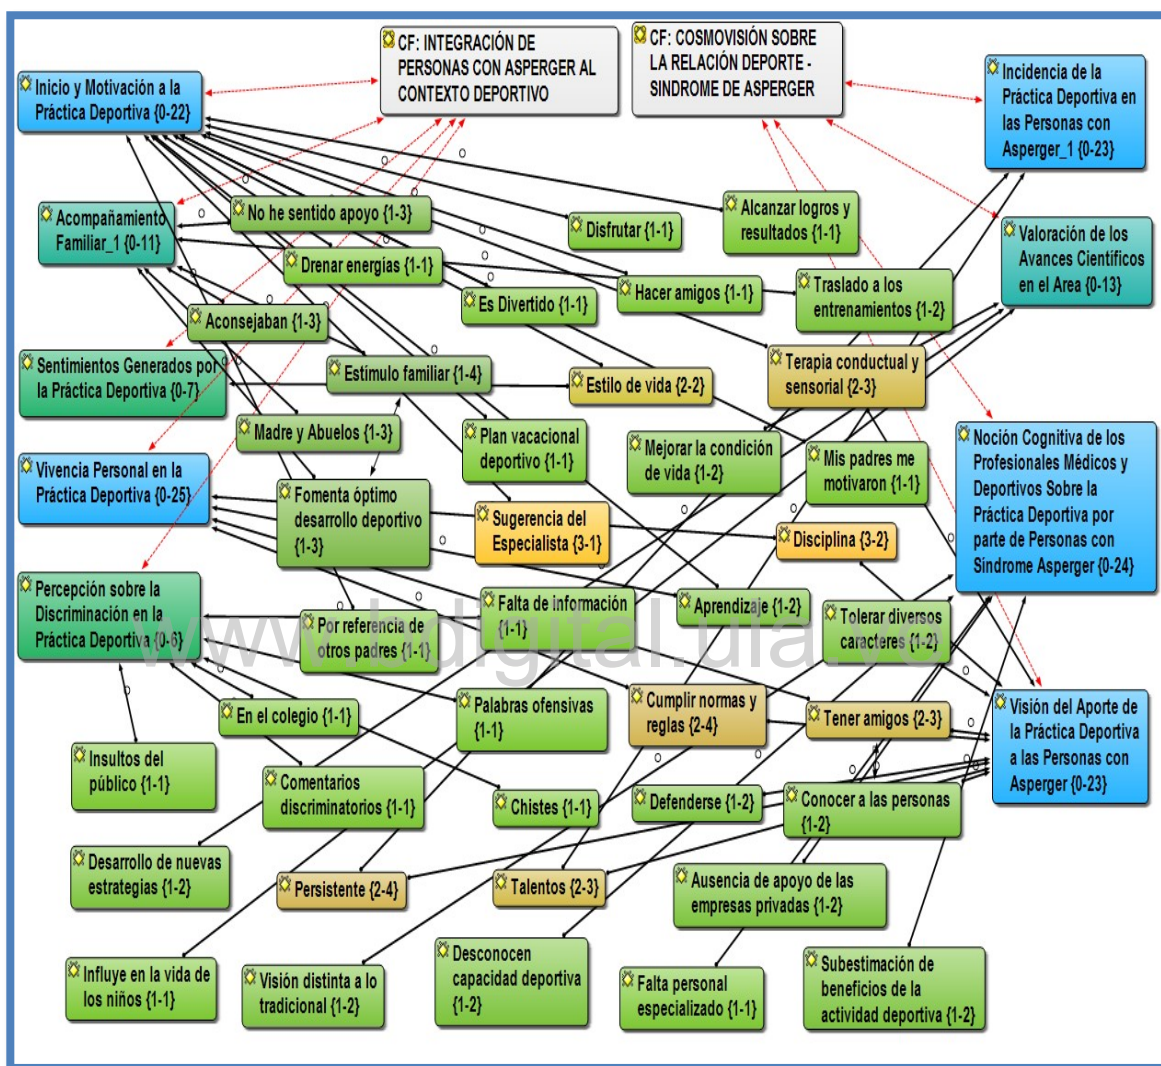 CF: INTEGRACIÓN DE
PERSONAS CON ASPERGER AL
CONTEXTO DEPORTIVO
CF: COSMOVISIÓN SOBRE
LA RELACIÓN DEPORTE -
SINDROME DE ASPERGER
Inicio y Motivación a la
Práctica Deportiva {0-22}
Incidencia de la
Práctica Deportiva en
las Personas con
Asperger_1 {0-23}
Acompañamiento
Familiar_1 {0-11}
No he sentido apoyo {1-3}
Disfrutar {1-1}
Alcanzar logros y
resultados {1-1}
Valoración de los
Avances Científicos
en el Area {0-13}
Drenar energías {1-1}
Es Divertido {1-1}
Hacer amigos {1-1}
Traslado a los
entrenamientos {1-2}
Aconsejaban {1-3}
Sentimientos Generados por
la Práctica Deportiva {0-7}
Estímulo familiar {1-4}
Estilo de vida {2-2}
Terapia conductual y
sensorial {2-3}
Madre y Abuelos {1-3}
Plan vacacional
deportivo {1-1}
Mejorar la condición
de vida {1-2}
Mis padres me
motivaron {1-1}
Noción Cognitiva de los
Profesionales Médicos y
Deportivos Sobre la
Práctica Deportiva por
parte de Personas con
Síndrome Asperger {0-24}
Vivencia Personal en la
Práctica Deportiva {0-25}
Fomenta óptimo
desarrollo deportivo
{1-3}
Sugerencia del
Especialista {3-1}
Disciplina {3-2}
Percepción sobre la
Discriminación en la
Práctica Deportiva {0-6}
Por referencia de
otros padres {1-1}
Falta de información
{1-1}
Aprendizaje {1-2}
Tolerar diversos
caracteres {1-2}
www.bdigital.ula.ve
En el colegio {1-1}
Palabras ofensivas
{1-1}
Cumplir normas y
reglas {2-4}
Tener amigos {2-3}
Visión del Aporte de
la Práctica Deportiva
a las Personas con
Asperger {0-23}
Insultos del
público {1-1}
Comentarios
discriminatorios {1-1}
Chistes {1-1}
Defenderse {1-2}
Conocer a las personas
{1-2}
Desarrollo de nuevas
estrategias {1-2}
Persistente {2-4}
Talentos {2-3}
Ausencia de apoyo de las
empresas privadas {1-2}
Influye en la vida de
los niños {1-1}
Visión distinta a lo
tradicional {1-2}
Desconocen
capacidad deportiva
{1-2}
Falta personal
especializado {1-1}
Subestimación de
beneficios de la
actividad deportiva {1-2}